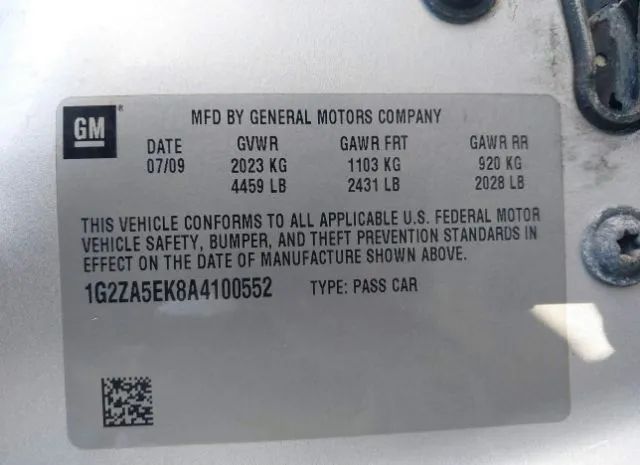 GM ®
MFD BY GENERAL MOTORS COMPANY
DATE GVWR GAWR FRT GAWR RR
07/09 2023 KG 1103 KG 920 KG
4459 LB 2431 LB 2028 LB
THIS VEHICLE CONFORMS TO ALL APPLICABLE U.S. FEDERAL MOTOR
VEHICLE SAFETY, BUMPER, AND THEFT PREVENTION STANDARDS IN
EFFECT ON THE DATE OF MANUFACTURE SHOWN ABOVE.
1G2ZA5EK8A4100552 TYPE: PASS CAR